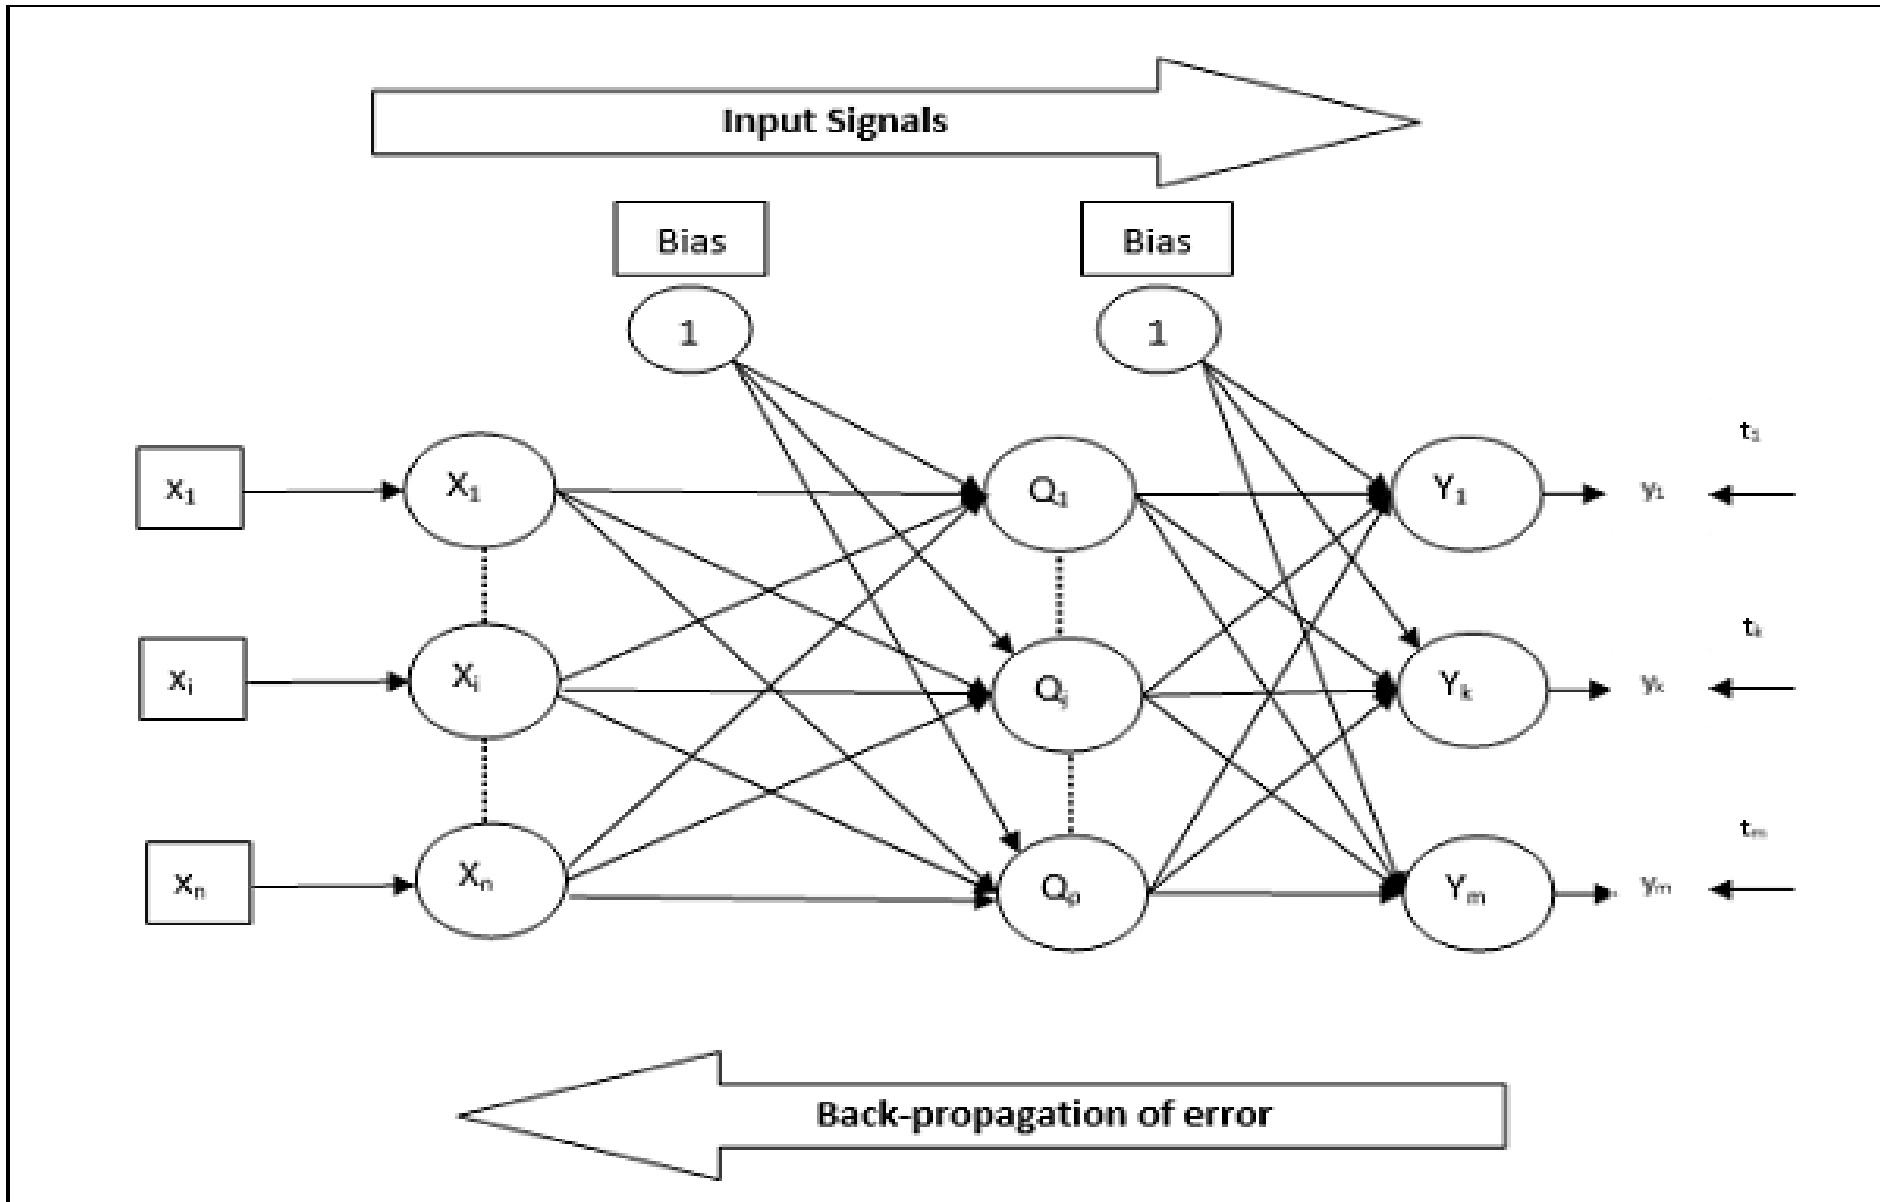 Input Signals
Bias Bias
1 1
t₁
x₁ X₁ Q₁ Y₁ y₁
tₖ
xᵢ Xᵢ Qⱼ Yₖ yₖ
tₘ
xₙ Xₙ Qₚ Yₘ yₘ
Back-propagation of error